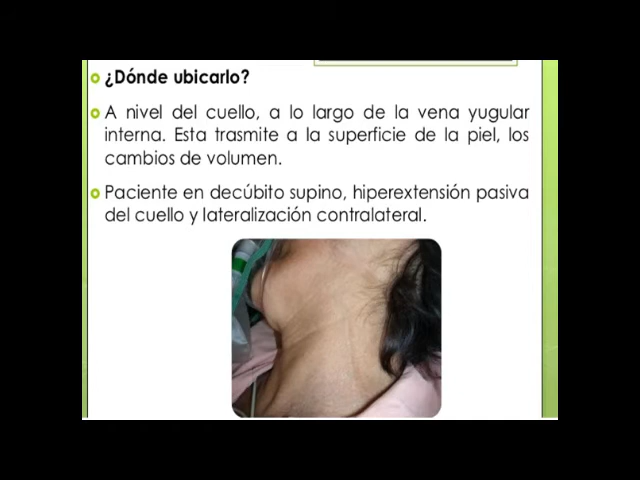 ¿Dónde ubicarlo?
A nivel del cuello, a lo largo de la vena yugular
interna. Esta trasmite a la superficie de la piel, los
cambios de volumen.
Paciente en decúbito supino, hiperextensión pasiva
del cuello y lateralización contralateral.